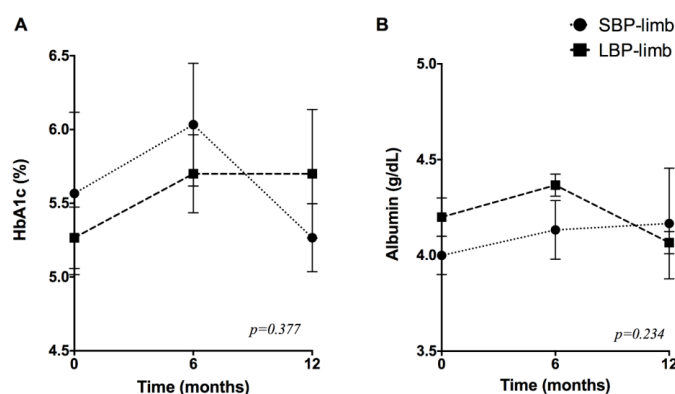 A
HbA1c (%)
6.5
6.0
5.5
5.0
4.5
0
6
12
Time (months)
p=0.377
B
SBP-limb
LBP-limb
Albumin (g/dL)
5.0
4.5
4.0
3.5
0
6
12
Time (months)
p=0.234